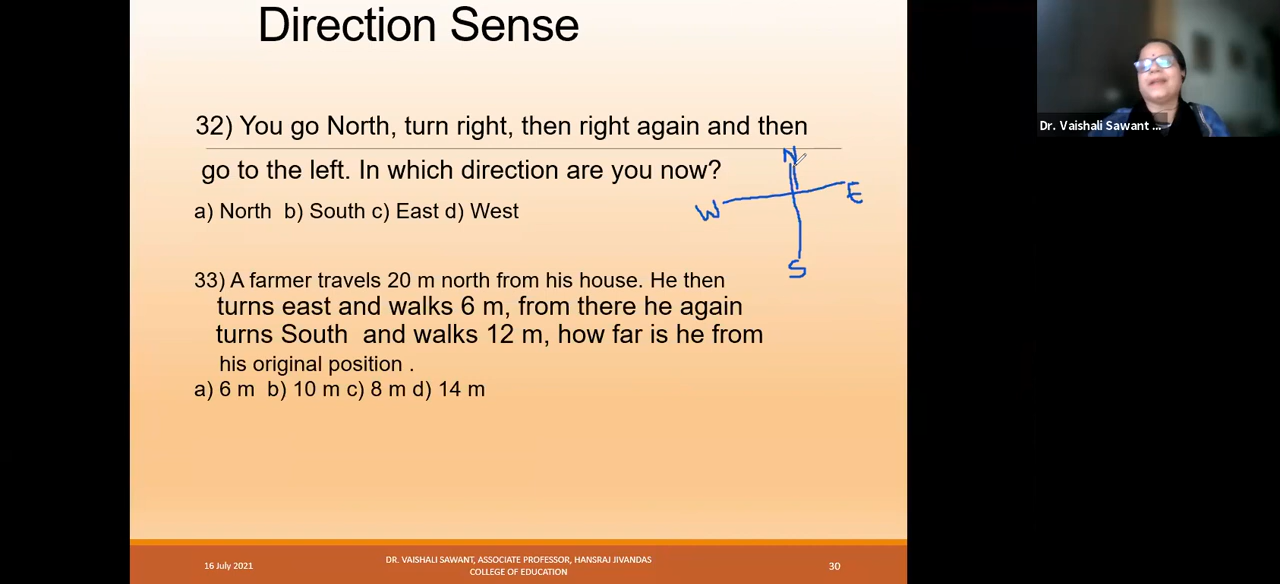 Direction Sense
32) You go North, turn right, then right again and then
go to the left. In which direction are you now?
a) North b) South c) East d) West
N
W
E
S
33) A farmer travels 20 m north from his house. He then
turns east and walks 6 m, from there he again
turns South and walks 12 m, how far is he from
his original position .
a) 6 m b) 10 m c) 8 m d) 14 m
16 July 2021
DR. VAISHALI SAWANT, ASSOCIATE PROFESSOR, HANSRAJ JIVANDAS
COLLEGE OF EDUCATION
30
Dr. Vaishali Sawant ...